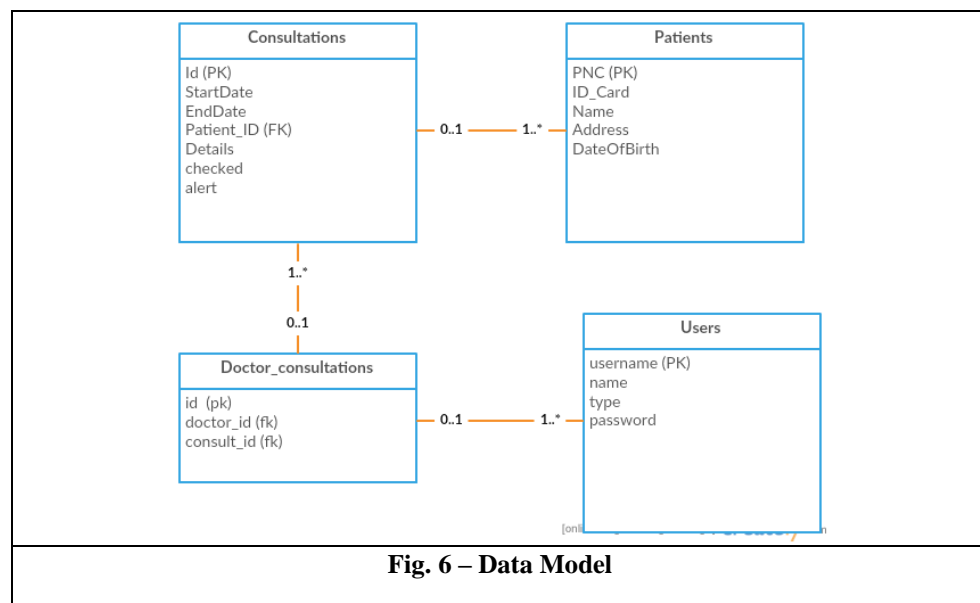 Consultations
Id (PK)
StartDate
EndDate
Patient_ID (FK)
Details
checked
alert
Patients
PNC (PK)
ID_Card
Name
Address
DateOfBirth
0..1
1..*
1..*
0..1
Doctor_consultations
id (pk)
doctor_id (fk)
consult_id (fk)
0..1
1..*
Users
username (PK)
name
type
password
Fig. 6 – Data Model